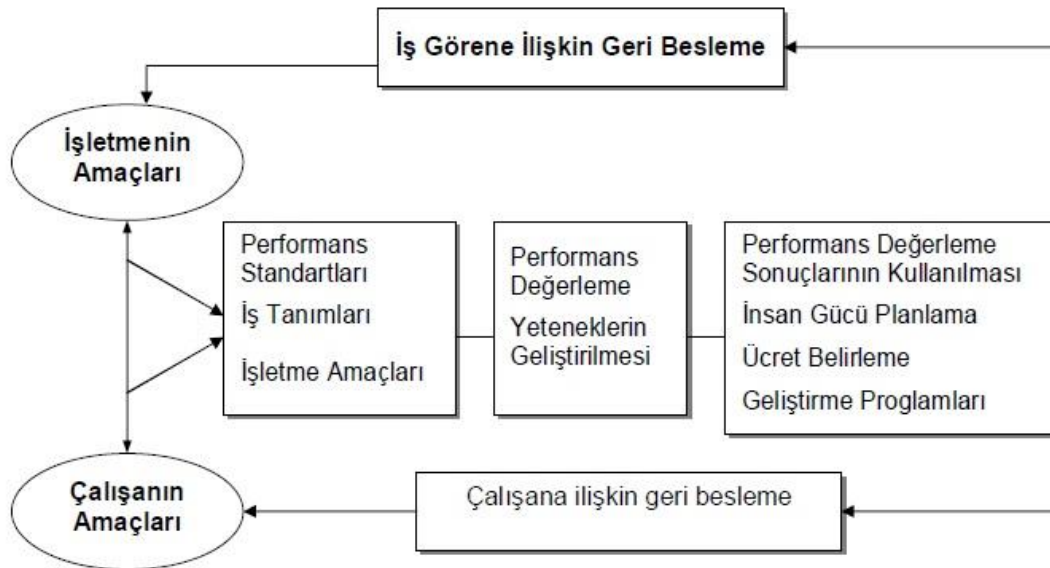 İş Görene İlişkin Geri Besleme
İşletmenin
Amaçları
Performans
Standartları
İş Tanımları
İşletme Amaçları
Performans
Değerleme
Yeteneklerin
Geliştirilmesi
Performans Değerleme
Sonuçlarının Kullanılması
İnsan Gücü Planlama
Ücret Belirleme
Geliştirme Proglamları
Çalışanın
Amaçları
Çalışana ilişkin geri besleme